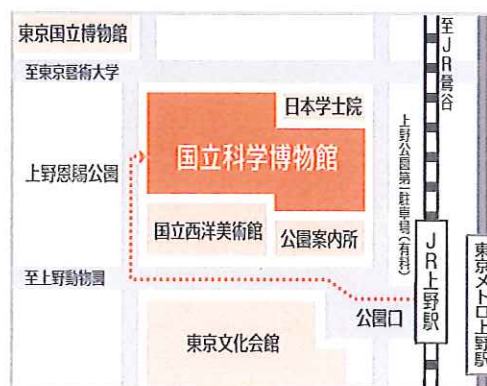 東京国立博物館
至JR鶯谷
至東京藝術大学
日本学士院
国立科学博物館
上野恩賜公園
上野公園第一駐車場(有料)
国立西洋美術館
公園案内所
JR上野駅
東京メトロ上野駅
至上野動物園
公園口
東京文化会館